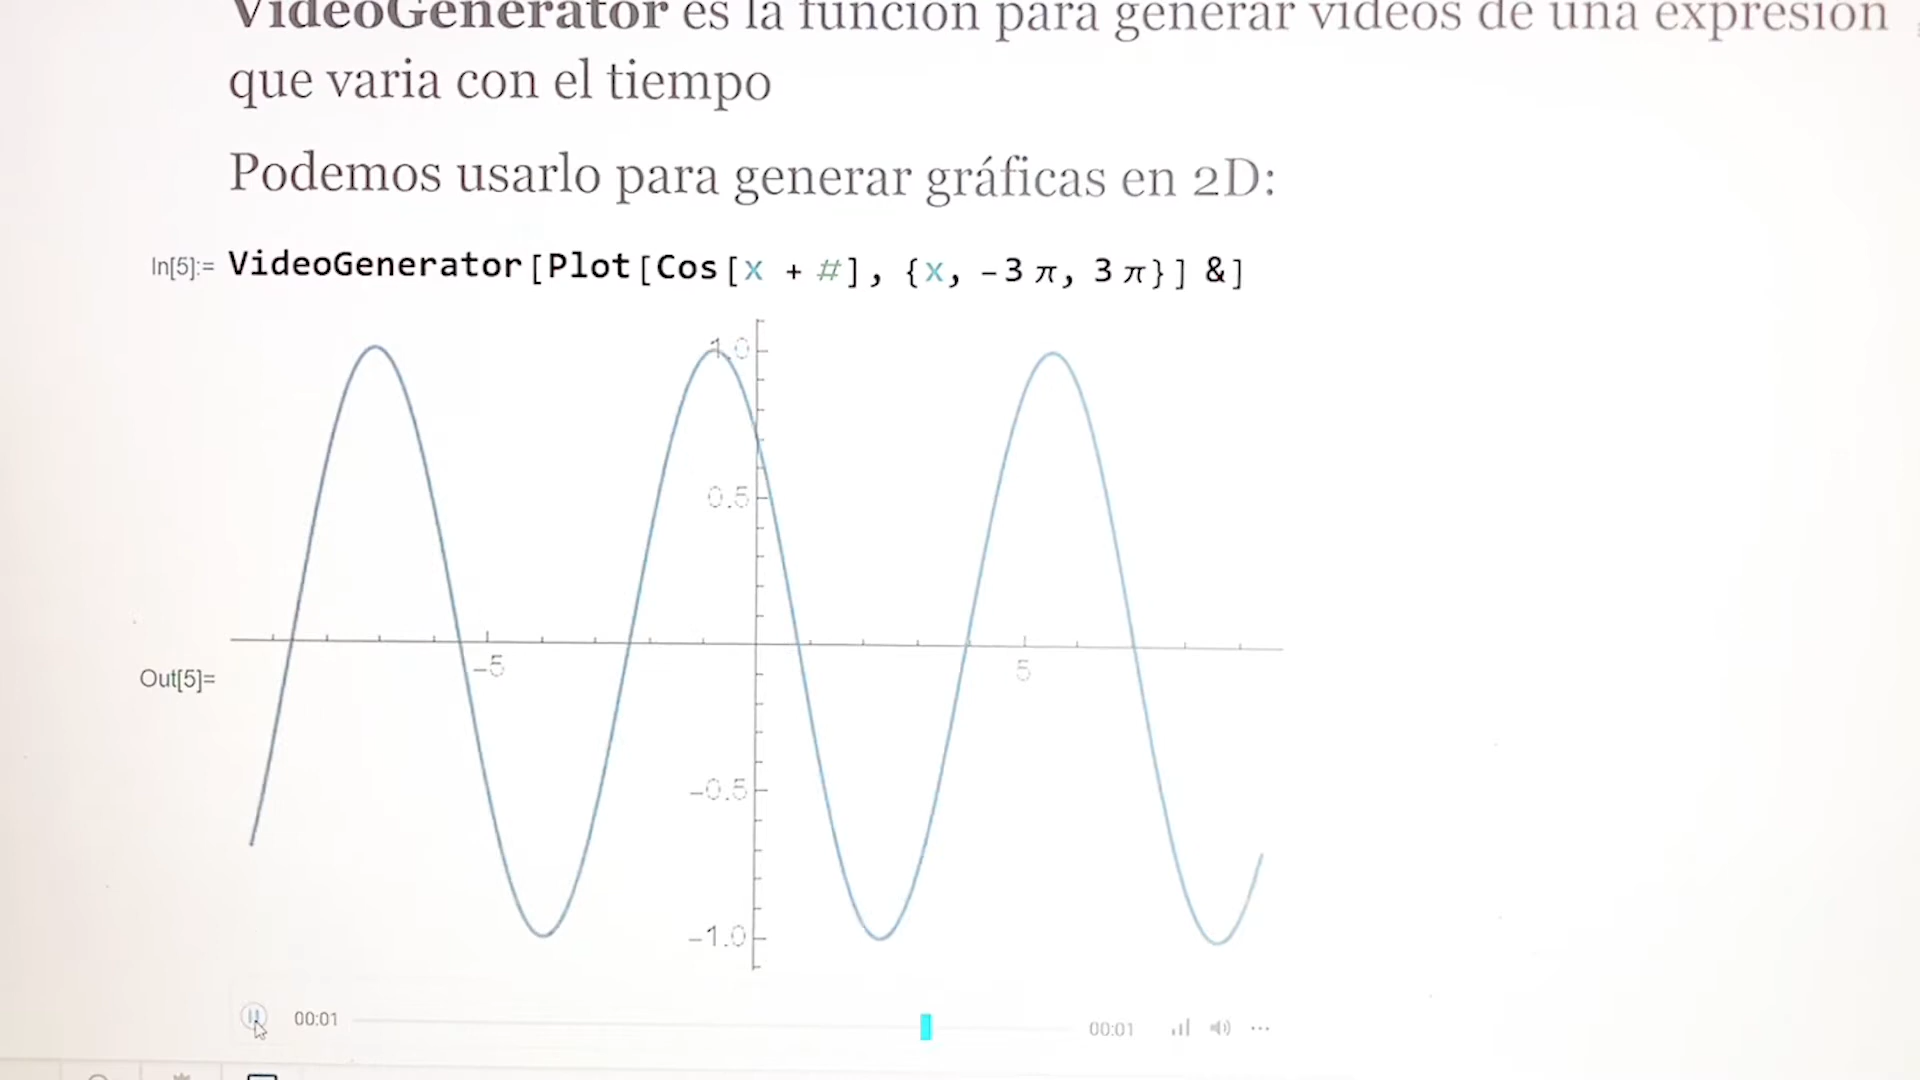 VideoGenerator es la función para generar videos de una expresión
que varia con el tiempo
Podemos usarlo para generar gráficas en 2D:
In[5]:= VideoGenerator[Plot[Cos[x + #], {x, -3 π, 3 π}] &]
1.0
0.5
-5
5
Out[5]=
-0.5
-1.0
00:01
00:01